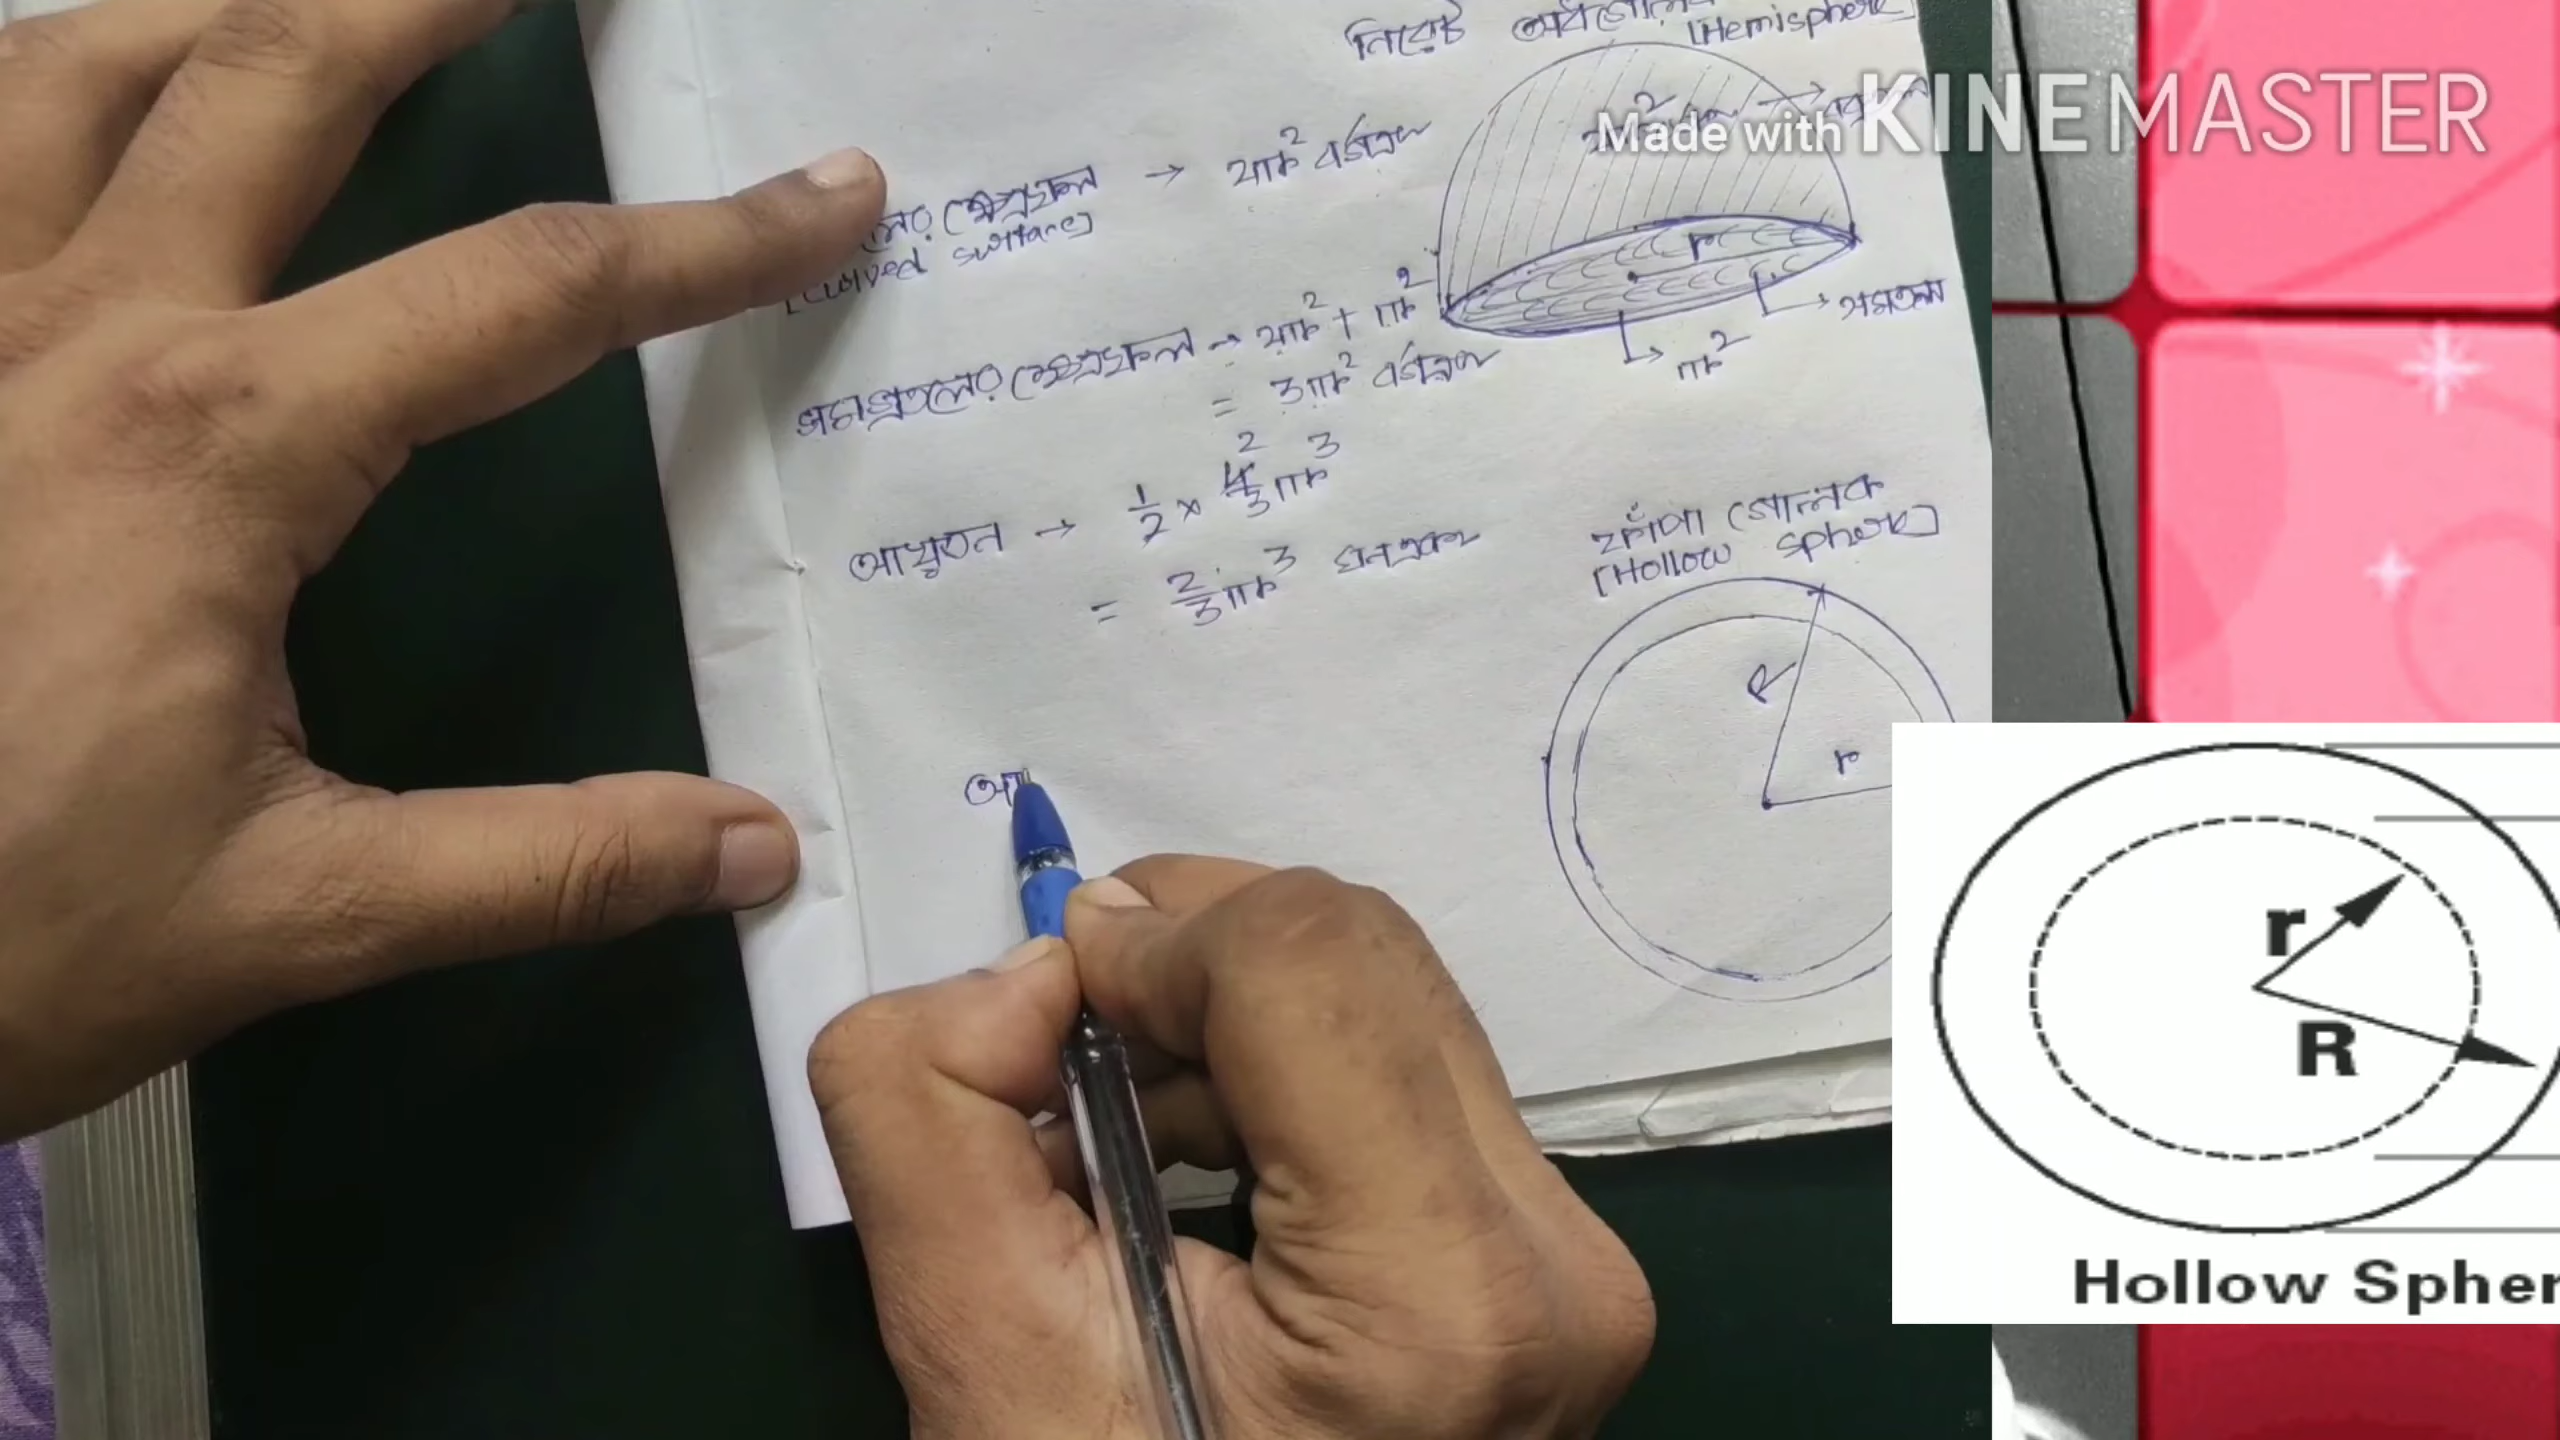 নিরেট অর্ধগোলক
[Hemisphere]
Made with KINEMASTER
লের ক্ষেত্রফল → 2πr² বর্গএকক
[Curved surface]
সমগ্রতলের ক্ষেত্রফল → 2πr² + πr²
= 3πr² বর্গএকক
r
→ সমতল
→ πr²
আয়তন → 1/2 × 4/3 πr³
2
= 2/3 πr³ ঘনএকক
ফাঁপা গোলক
[Hollow sphere]
R
r
আ
r
R
Hollow Spher